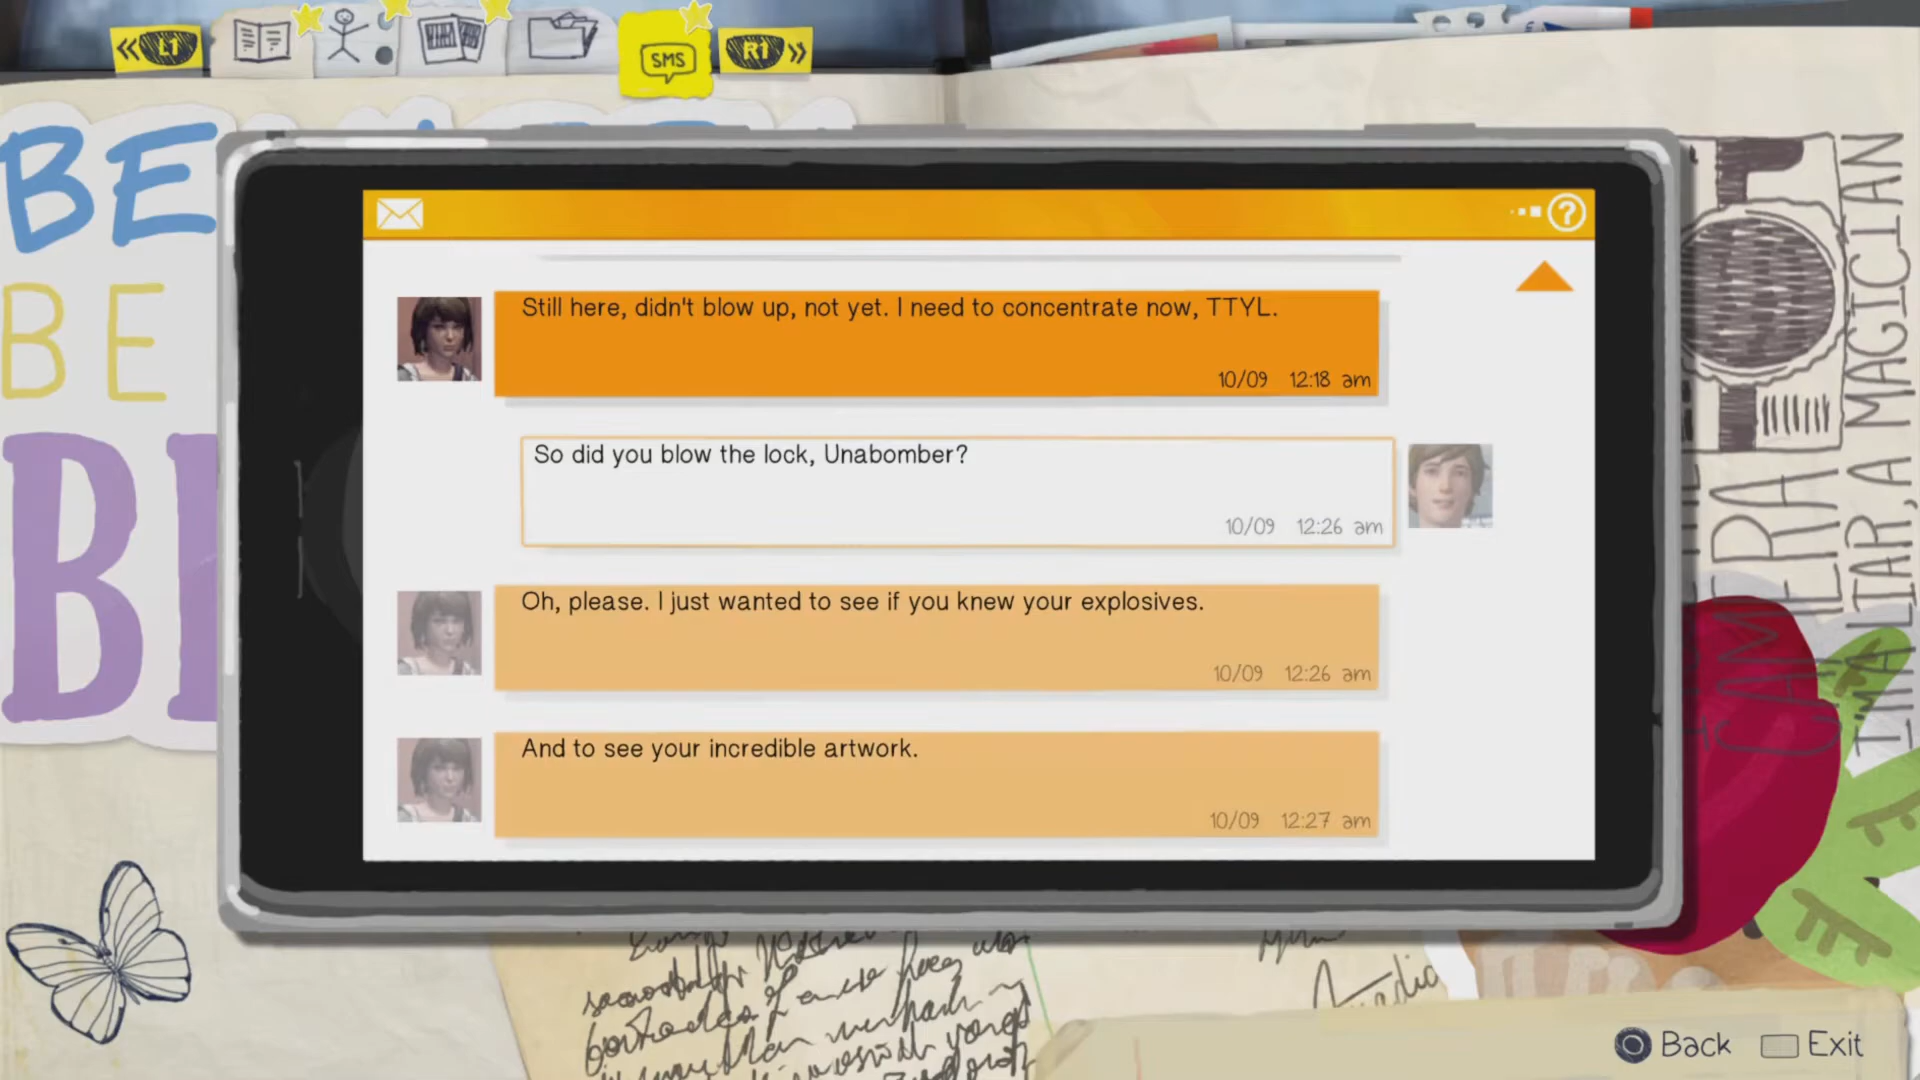 L1
SMS
R1
BE
BE
Still here, didn't blow up, not yet. I need to concentrate now, TTYL.
10/09 12:18 am
So did you blow the lock, Unabomber?
10/09 12:26 am
Oh, please. I just wanted to see if you knew your explosives.
10/09 12:26 am
And to see your incredible artwork.
10/09 12:27 am
CAMERA
I'M A LIAR, A MAGICIAN
Back
Exit